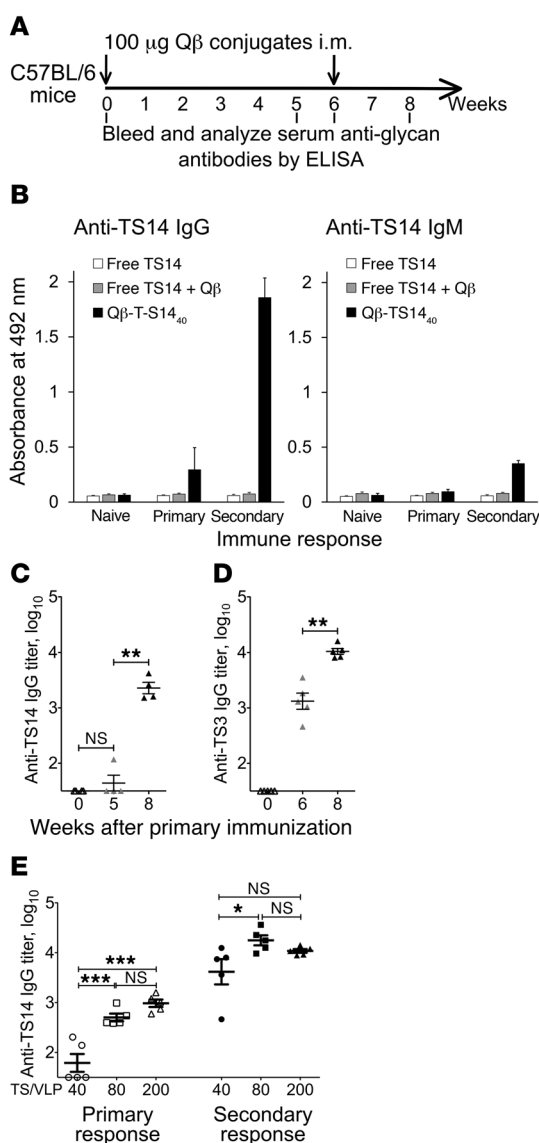 A
100 µg Qβ conjugates i.m.
C57BL/6
mice
0 1 2 3 4 5 6 7 8 Weeks
Bleed and analyze serum anti-glycan
antibodies by ELISA
B
Anti-TS14 IgG
Anti-TS14 IgM
Absorbance at 492 nm
2
1
0.5
0
Free TS14
Free TS14 + Qβ
Qβ-T-S14₄₀
Naive Primary Secondary
2
1
0.5
0
Free TS14
Free TS14 + Qβ
Qβ-TS14₄₀
Naive Primary Secondary
Immune response
C
Anti-TS14 IgG titer, log₁₀
5
4
3
2
NS
**
0 5 8
D
Anti-TS3 IgG titer, log₁₀
5
4
3
2
**
0 6 8
Weeks after primary immunization
E
Anti-TS14 IgG titer, log₁₀
5
4
3
2
***
*** NS
NS
* NS
TS/VLP 40 80 200 40 80 200
Primary
response
Secondary
response